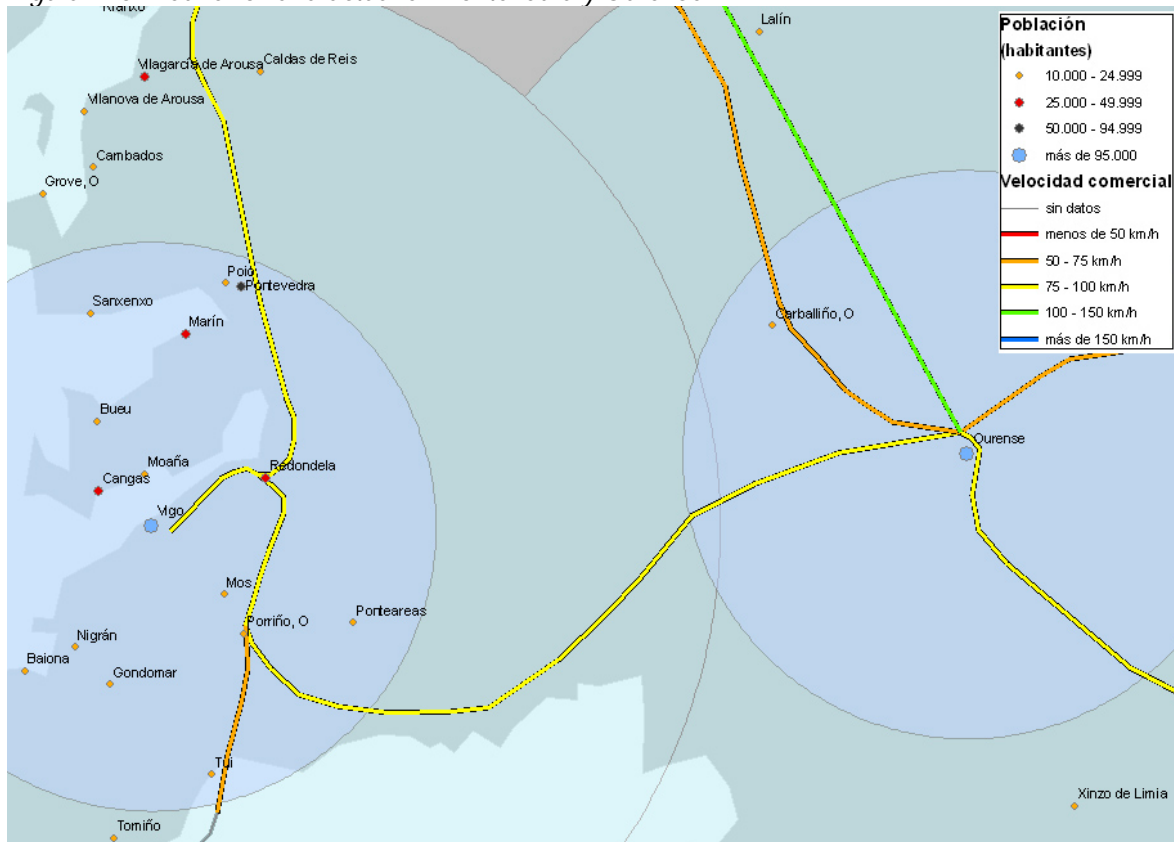 Rianxo
Lalín
Vilagarcía de Arousa
Caldas de Reis
Vilanova de Arousa
Cambados
Grove, O
Poio
Pontevedra
Sanxenxo
Marín
Carballiño, O
Bueu
Ourense
Moaña
Redondela
Cangas
Vigo
Mos
Ponteareas
Porriño, O
Nigrán
Baiona
Gondomar
Tui
Xinzo de Limia
Tomiño
Población
(habitantes)
10.000 - 24.999
25.000 - 49.999
50.000 - 94.999
más de 95.000
Velocidad comercial
sin datos
menos de 50 km/h
50 - 75 km/h
75 - 100 km/h
100 - 150 km/h
más de 150 km/h